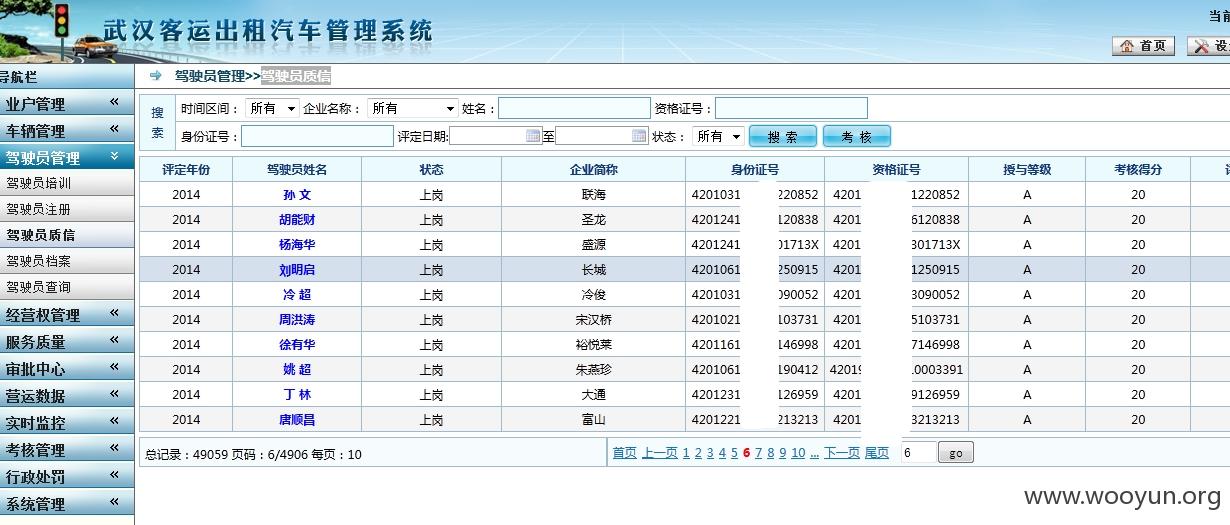 武汉客运出租汽车管理系统
当前
首页 设
导航栏
驾驶员管理>>驾驶员质信
业户管理
车辆管理
驾驶员管理
驾驶员培训
驾驶员注册
驾驶员质信
驾驶员档案
驾驶员查询
经营权管理
服务质量
审批中心
营运数据
实时监控
考核管理
行政处罚
系统管理
搜索
时间区间： 所有 企业名称： 所有 姓名： 资格证号：
身份证号： 评定日期: 至 状态： 所有 搜索 考核
评定年份 驾驶员姓名 状态 企业简称 身份证号 资格证号 授与等级 考核得分
2014 孙文 上岗 联海 4201031 220852 4201 1220852 A 20
2014 胡能财 上岗 圣龙 4201241 120838 4201 6120838 A 20
2014 杨海华 上岗 盛源 4201241 01713X 4201 301713X A 20
2014 刘明启 上岗 长城 4201061 250915 4201 1250915 A 20
2014 冷超 上岗 冷俊 4201031 090052 4201 3090052 A 20
2014 周洪涛 上岗 宋汉桥 4201021 103731 4201 5103731 A 20
2014 徐有华 上岗 裕悦莱 4201161 146998 4201 7146998 A 20
2014 姚超 上岗 朱燕珍 4201061 190412 42019 10003391 A 20
2014 丁林 上岗 大通 4201231 126959 4201 9126959 A 20
2014 唐顺昌 上岗 富山 4201221 213213 4201 3213213 A 20
总记录：49059 页码：6/4906 每页：10
首页 上一页 1 2 3 4 5 6 7 8 9 10 ... 下一页 尾页 6 go
www.wooyun.org